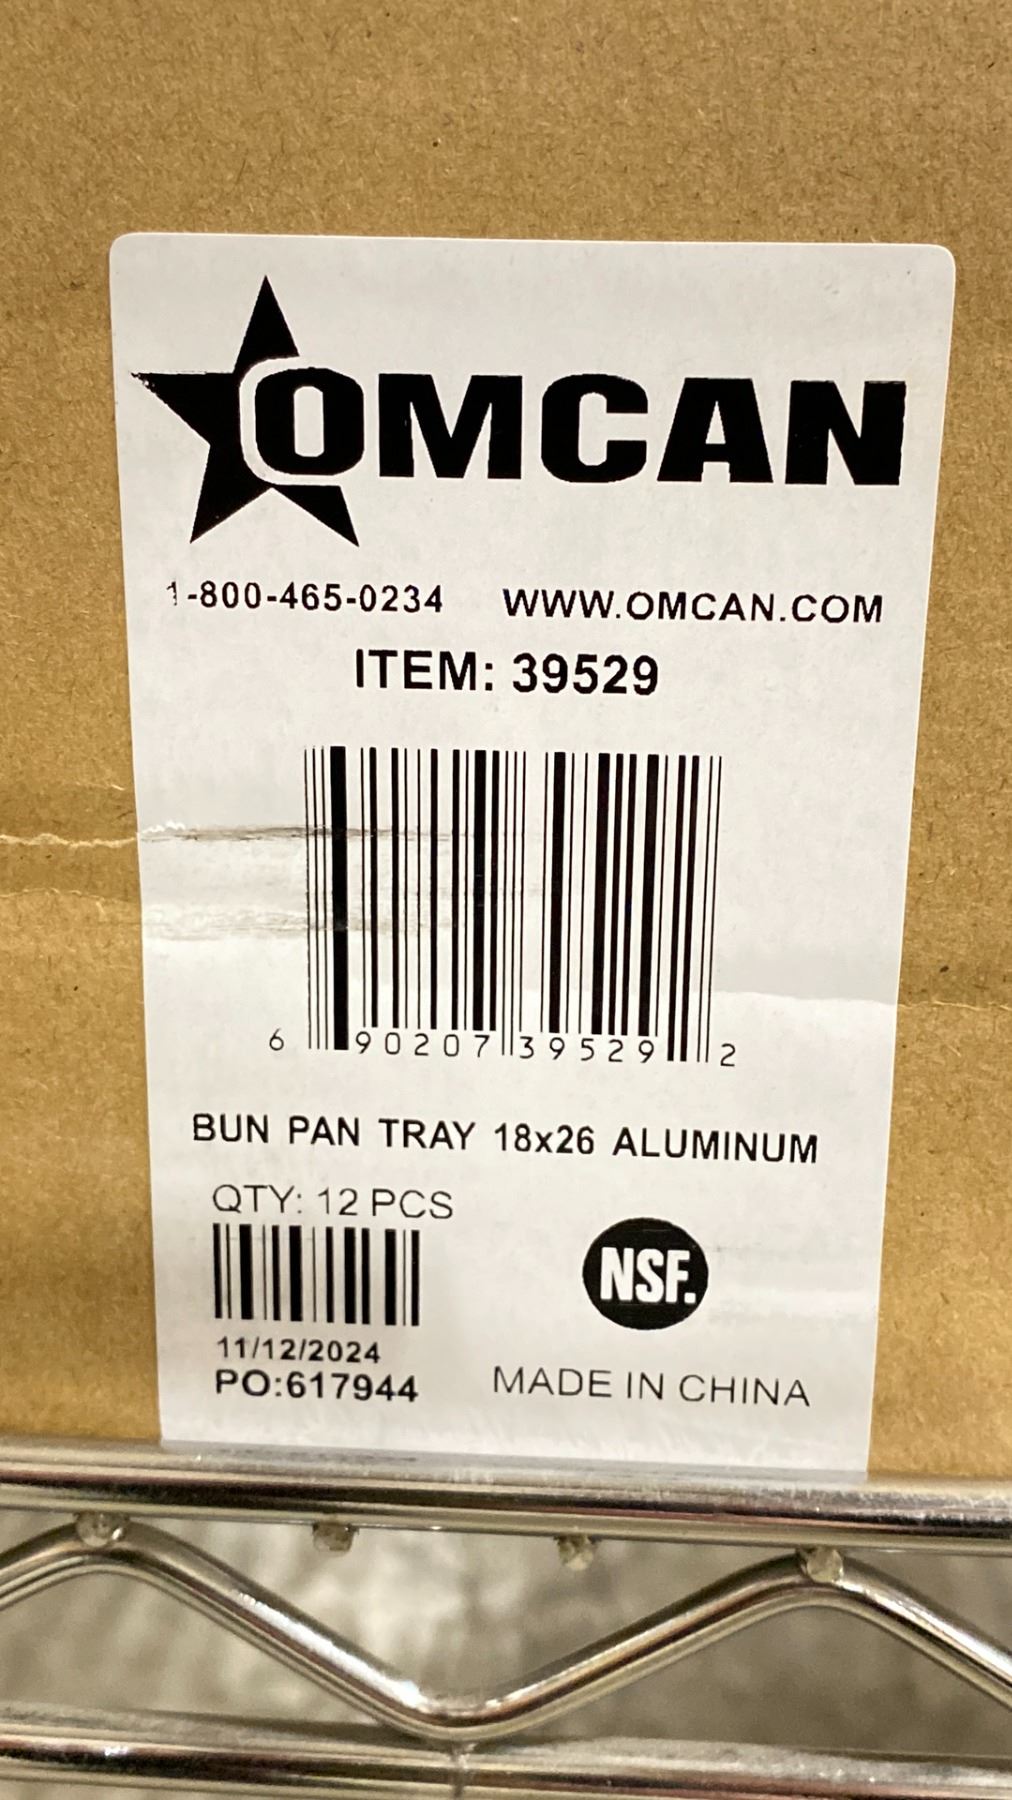 OMCAN
1-800-465-0234 WWW.OMCAN.COM
ITEM: 39529
6 90207 39529 2
BUN PAN TRAY 18x26 ALUMINUM
QTY: 12 PCS
NSF.
11/12/2024
PO:617944
MADE IN CHINA